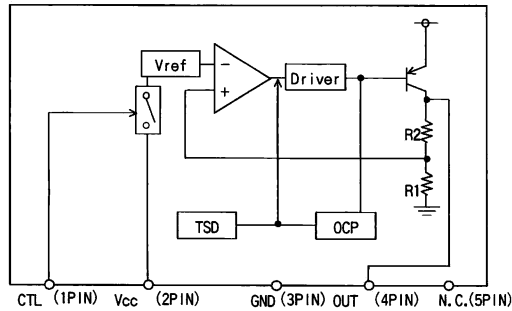 Vref
−
+
Driver
R2
R1
TSD
OCP
CTL (1PIN) Vcc (2PIN) GND (3PIN) OUT (4PIN) N.C.(5PIN)